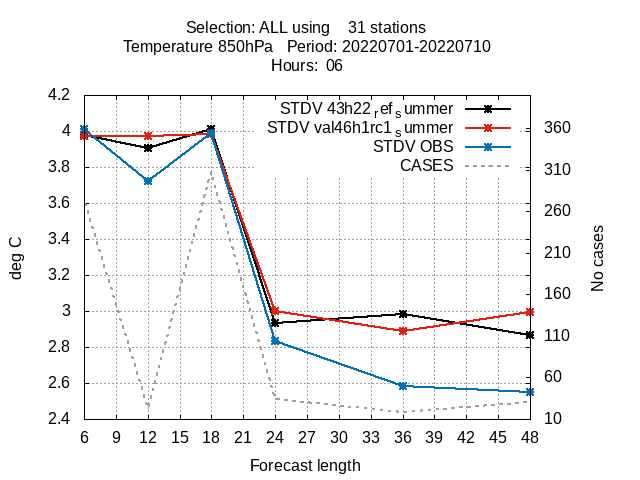 Selection: ALL using 31 stations
Temperature 850hPa Period: 20220701-20220710
Hours: 06
STDV 43h22_ref_summer
STDV val46h1rc1_summer
STDV OBS
CASES
4.2
4
3.8
3.6
3.4
3.2
3
2.8
2.6
2.4
deg C
360
310
260
210
160
110
60
10
No cases
6 9 12 15 18 21 24 27 30 33 36 39 42 45 48
Forecast length